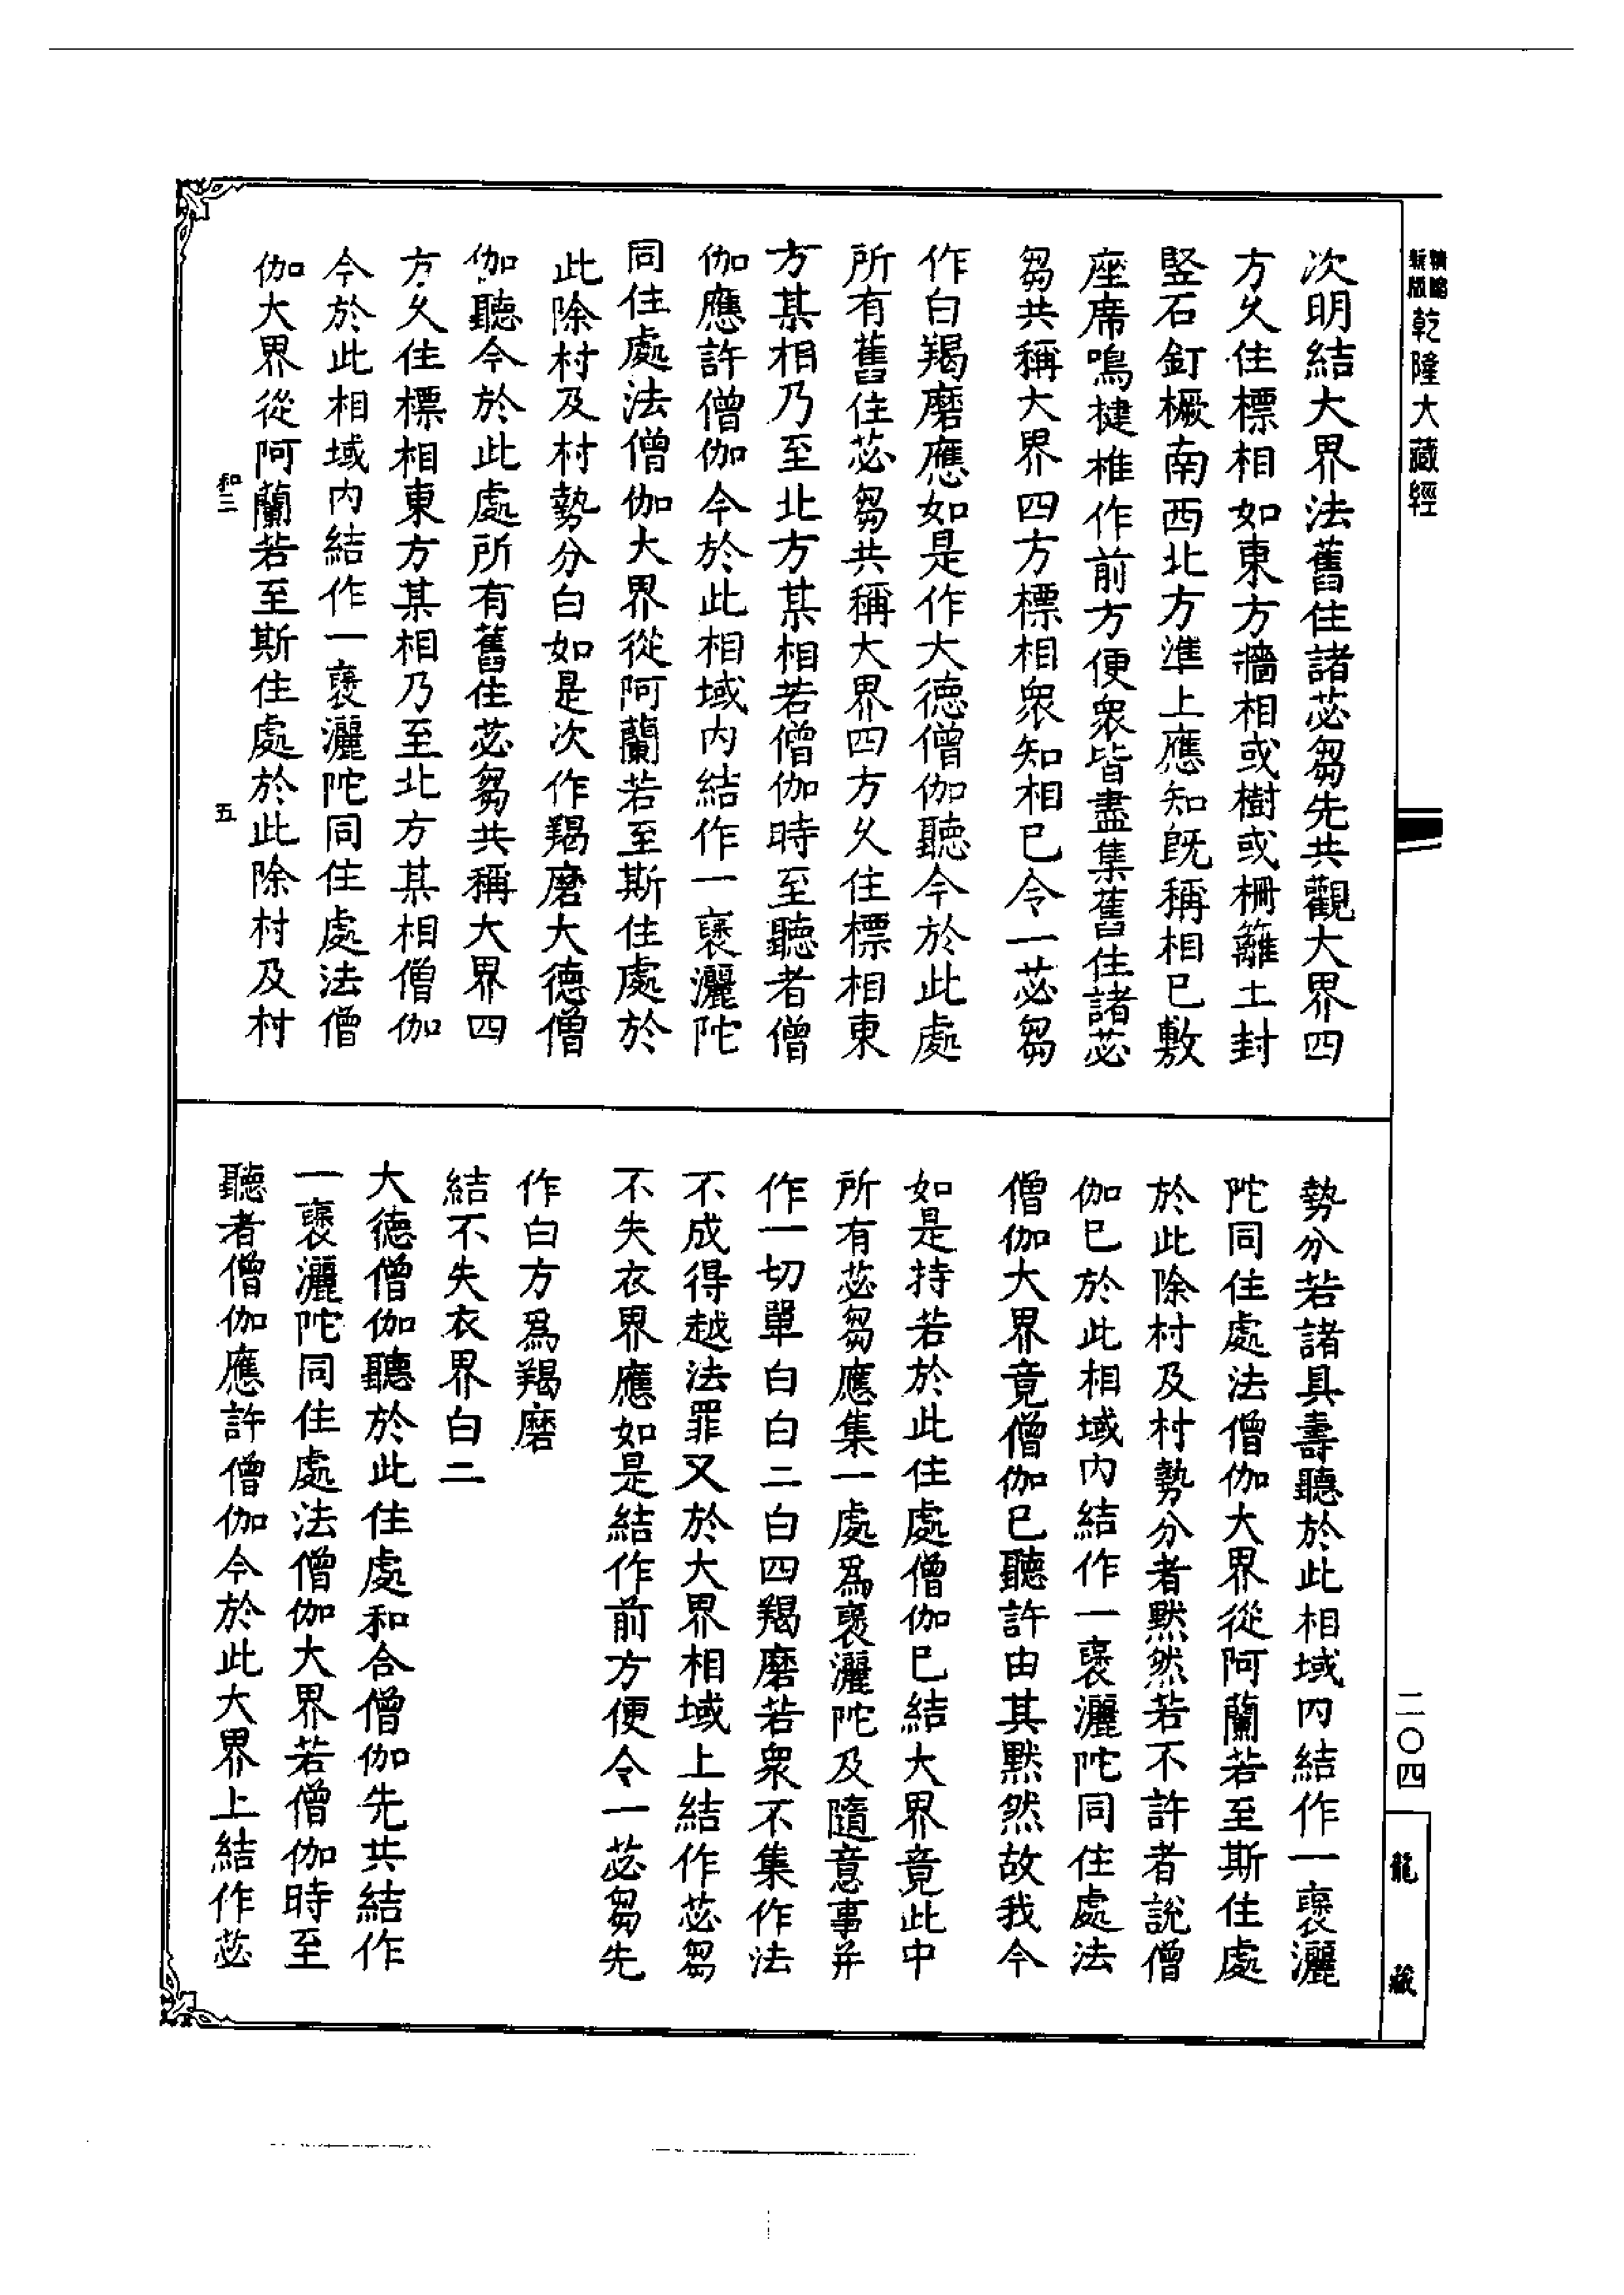 新版
精縮
乾隆大藏經
次明結大界法舊住諸苾芻先共觀大界四
方久住標相如東方墻相或樹或柵籬土封
竪石釘橛南西北方準上應知旣稱相已敷
座席鳴揵椎作前方便衆皆盡集舊住諸苾
芻共稱大界四方標相衆知相已令一苾芻
作白羯磨應如是作大德僧伽聽今於此處
所有舊住苾芻共稱大界四方久住標相東
方某相乃至北方某相若僧伽時至聽者僧
伽應許僧伽今於此相域內結作一褒灑陀
同住處法僧伽大界從阿蘭若至斯住處於
此除村及村勢分白如是次作羯磨大德僧
伽聽今於此處所有舊住苾芻共稱大界四
方久住標相東方某相乃至北方某相僧伽
今於此相域內結作一褒灑陀同住處法僧
伽大界從阿蘭若至斯住處於此除村及村
和三
五
勢分若諸具壽聽於此相域內結作一褒灑
陀同住處法僧伽大界從阿蘭若至斯住處
於此除村及村勢分者默然若不許者說僧
伽已於此相域內結作一褒灑陀同住處法
僧伽大界竟僧伽已聽許由其默然故我今
如是持若於此住處僧伽已結大界竟此中
所有苾芻應集一處爲褒灑陀及隨意事并
作一切單白白二白四羯磨若衆不集作法
不成得越法罪又於大界相域上結作苾芻
不失衣界應如是結作前方便令一苾芻先
作白方爲羯磨
結不失衣界白二
大德僧伽聽於此住處和合僧伽先共結作
一褒灑陀同住處法僧伽大界若僧伽時至
聽者僧伽應許僧伽今於此大界上結作苾
二〇四
龍藏